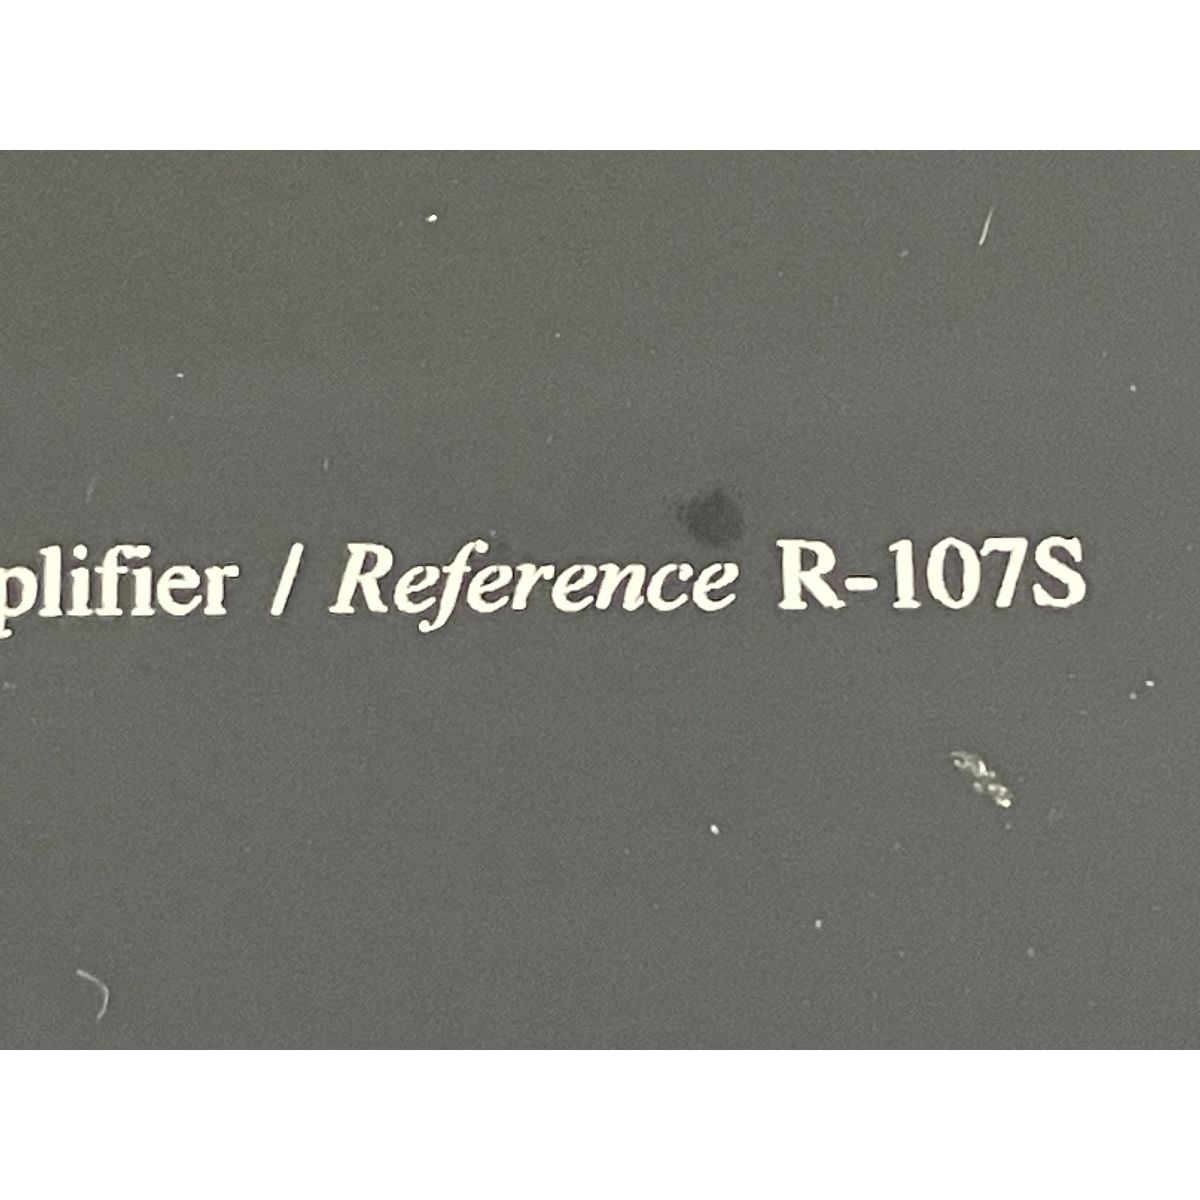 plifier / Reference R-107S